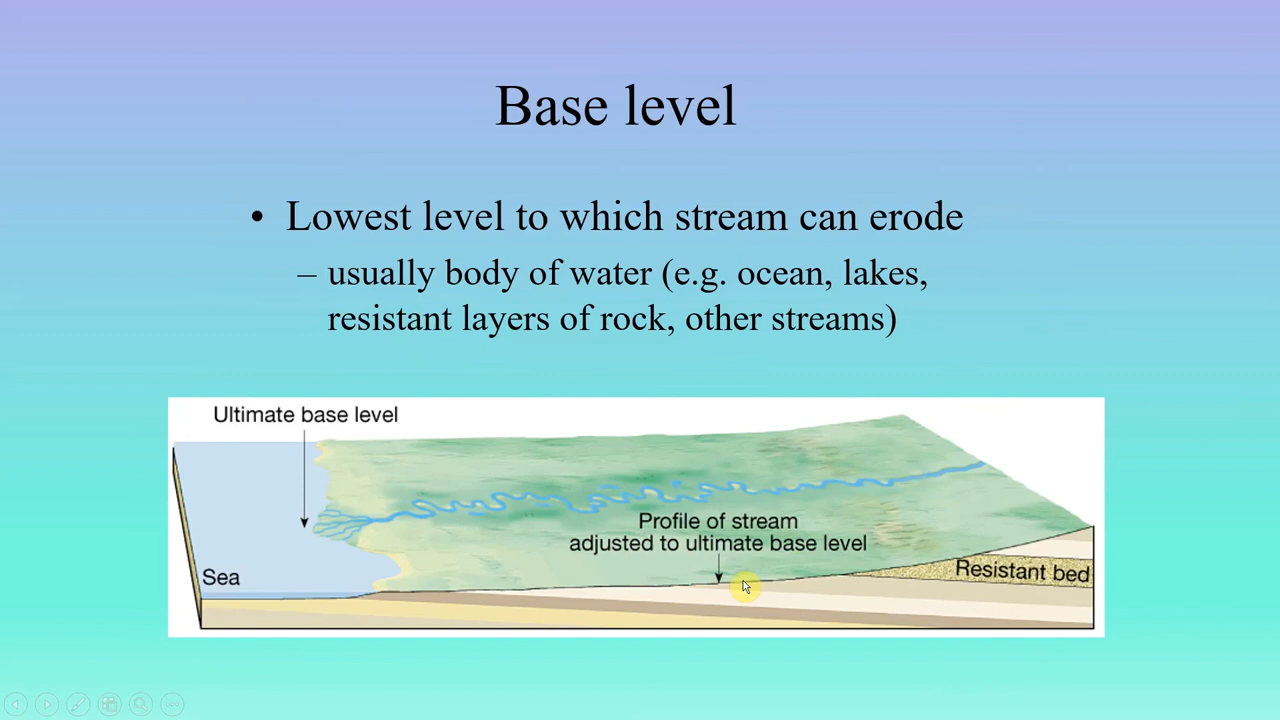 Base level
• Lowest level to which stream can erode
– usually body of water (e.g. ocean, lakes,
resistant layers of rock, other streams)
Ultimate base level
Profile of stream
adjusted to ultimate base level
Sea
Resistant bed